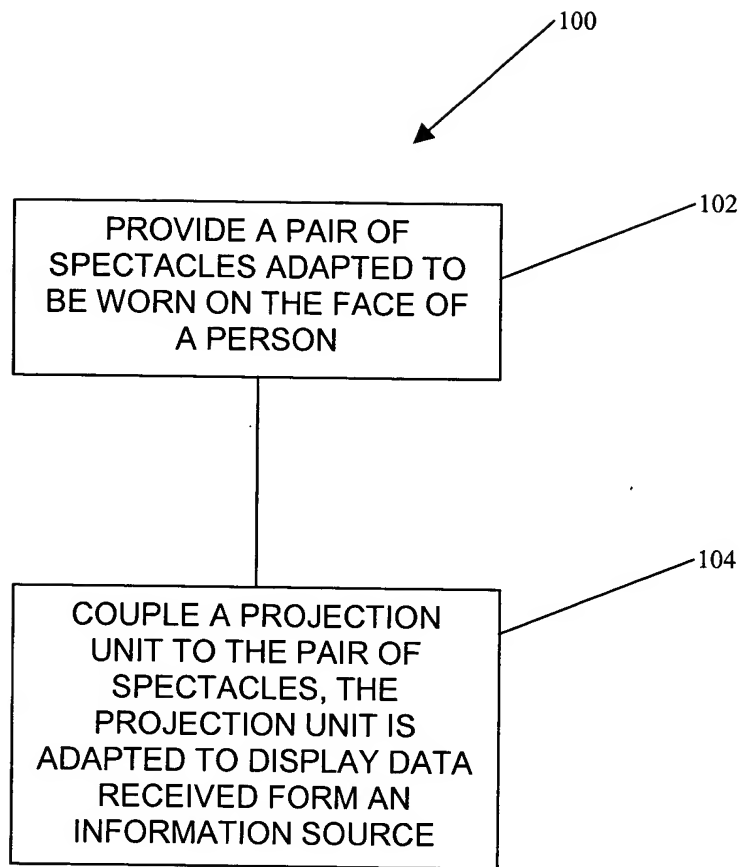 100
102
PROVIDE A PAIR OF
SPECTACLES ADAPTED TO
BE WORN ON THE FACE OF
A PERSON
104
COUPLE A PROJECTION
UNIT TO THE PAIR OF
SPECTACLES, THE
PROJECTION UNIT IS
ADAPTED TO DISPLAY DATA
RECEIVED FORM AN
INFORMATION SOURCE